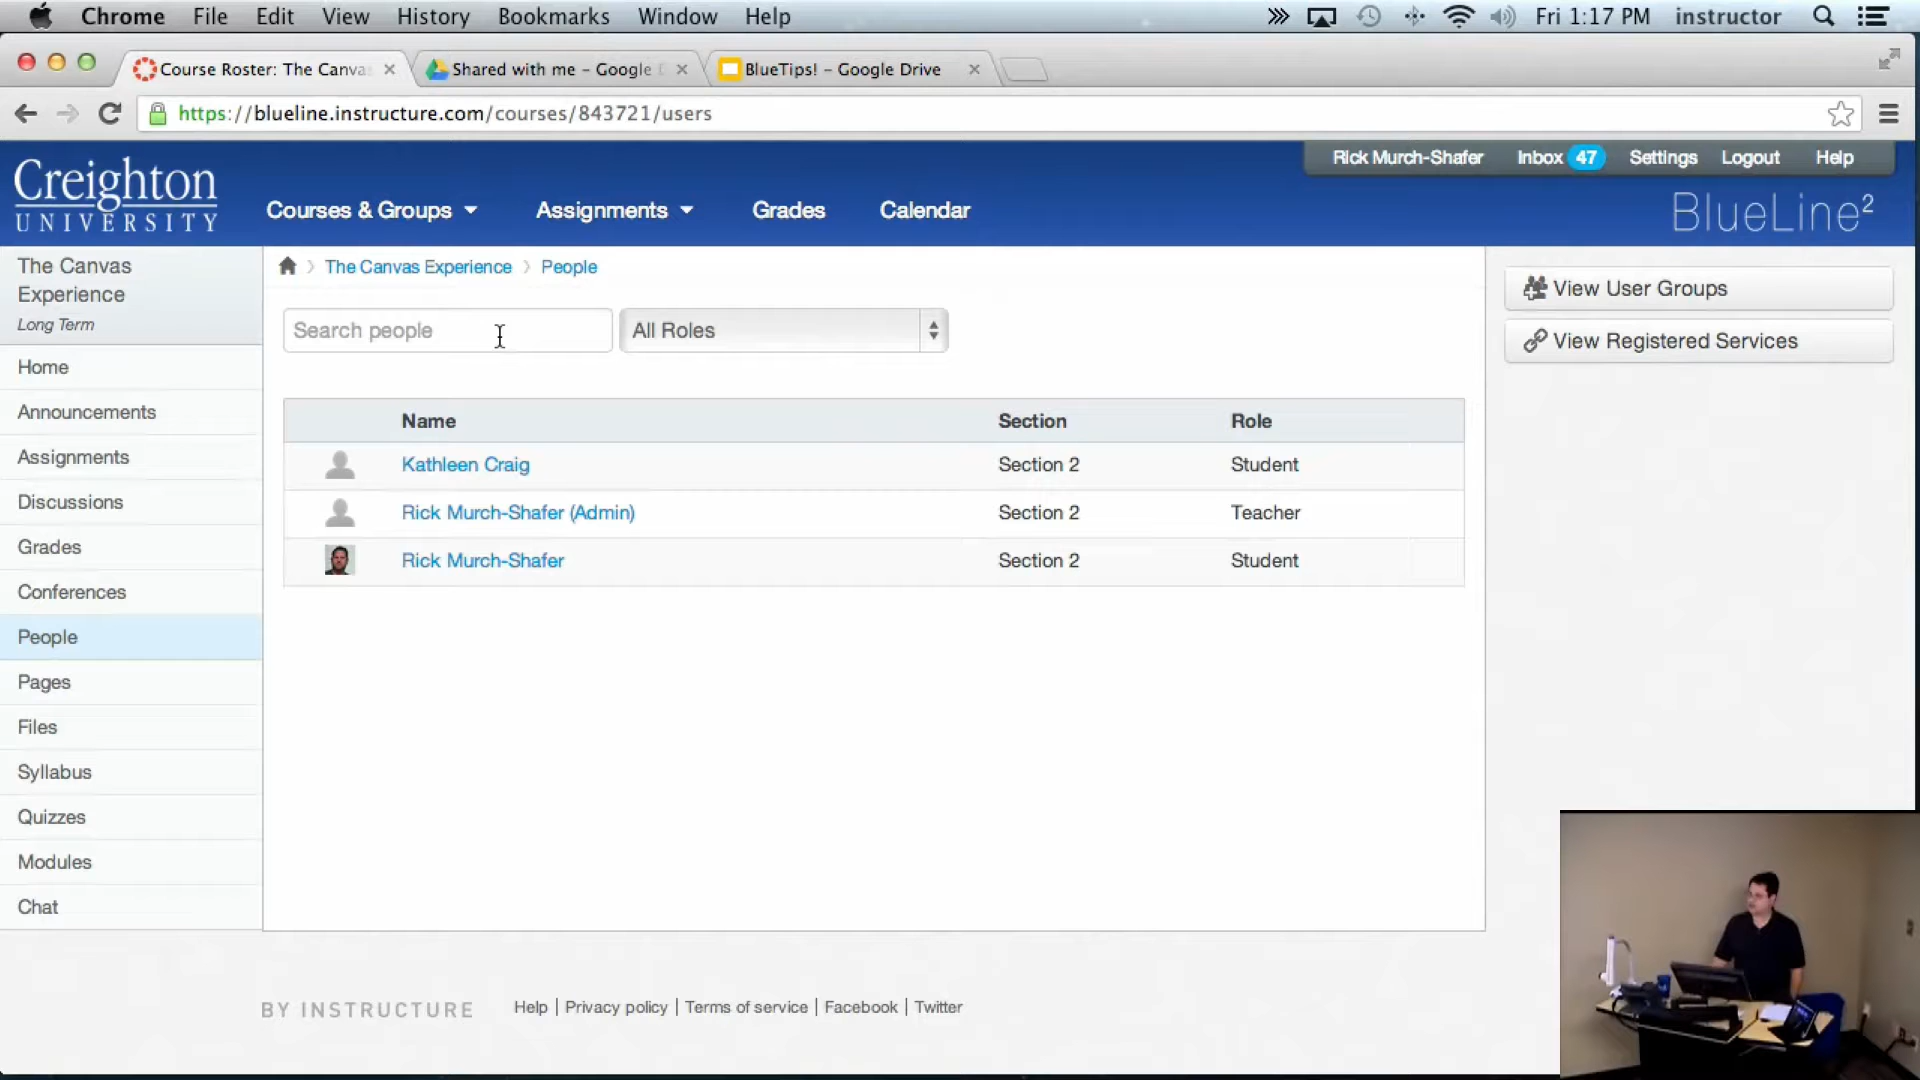 Chrome File Edit View History Bookmarks Window Help Fri 1:17 PM instructor
Course Roster: The Canvas Shared with me – Google D BlueTips! – Google Drive
https://blueline.instructure.com/courses/843721/users
Rick Murch-Shafer Inbox 47 Settings Logout Help
Creighton
UNIVERSITY
Courses & Groups Assignments Grades Calendar
BlueLine²
The Canvas
Experience
Long Term
Home
Announcements
Assignments
Discussions
Grades
Conferences
People
Pages
Files
Syllabus
Quizzes
Modules
Chat
The Canvas Experience People
Search people All Roles
Name Section Role
Kathleen Craig Section 2 Student
Rick Murch-Shafer (Admin) Section 2 Teacher
Rick Murch-Shafer Section 2 Student
View User Groups
View Registered Services
BY INSTRUCTURE
Help | Privacy policy | Terms of service | Facebook | Twitter